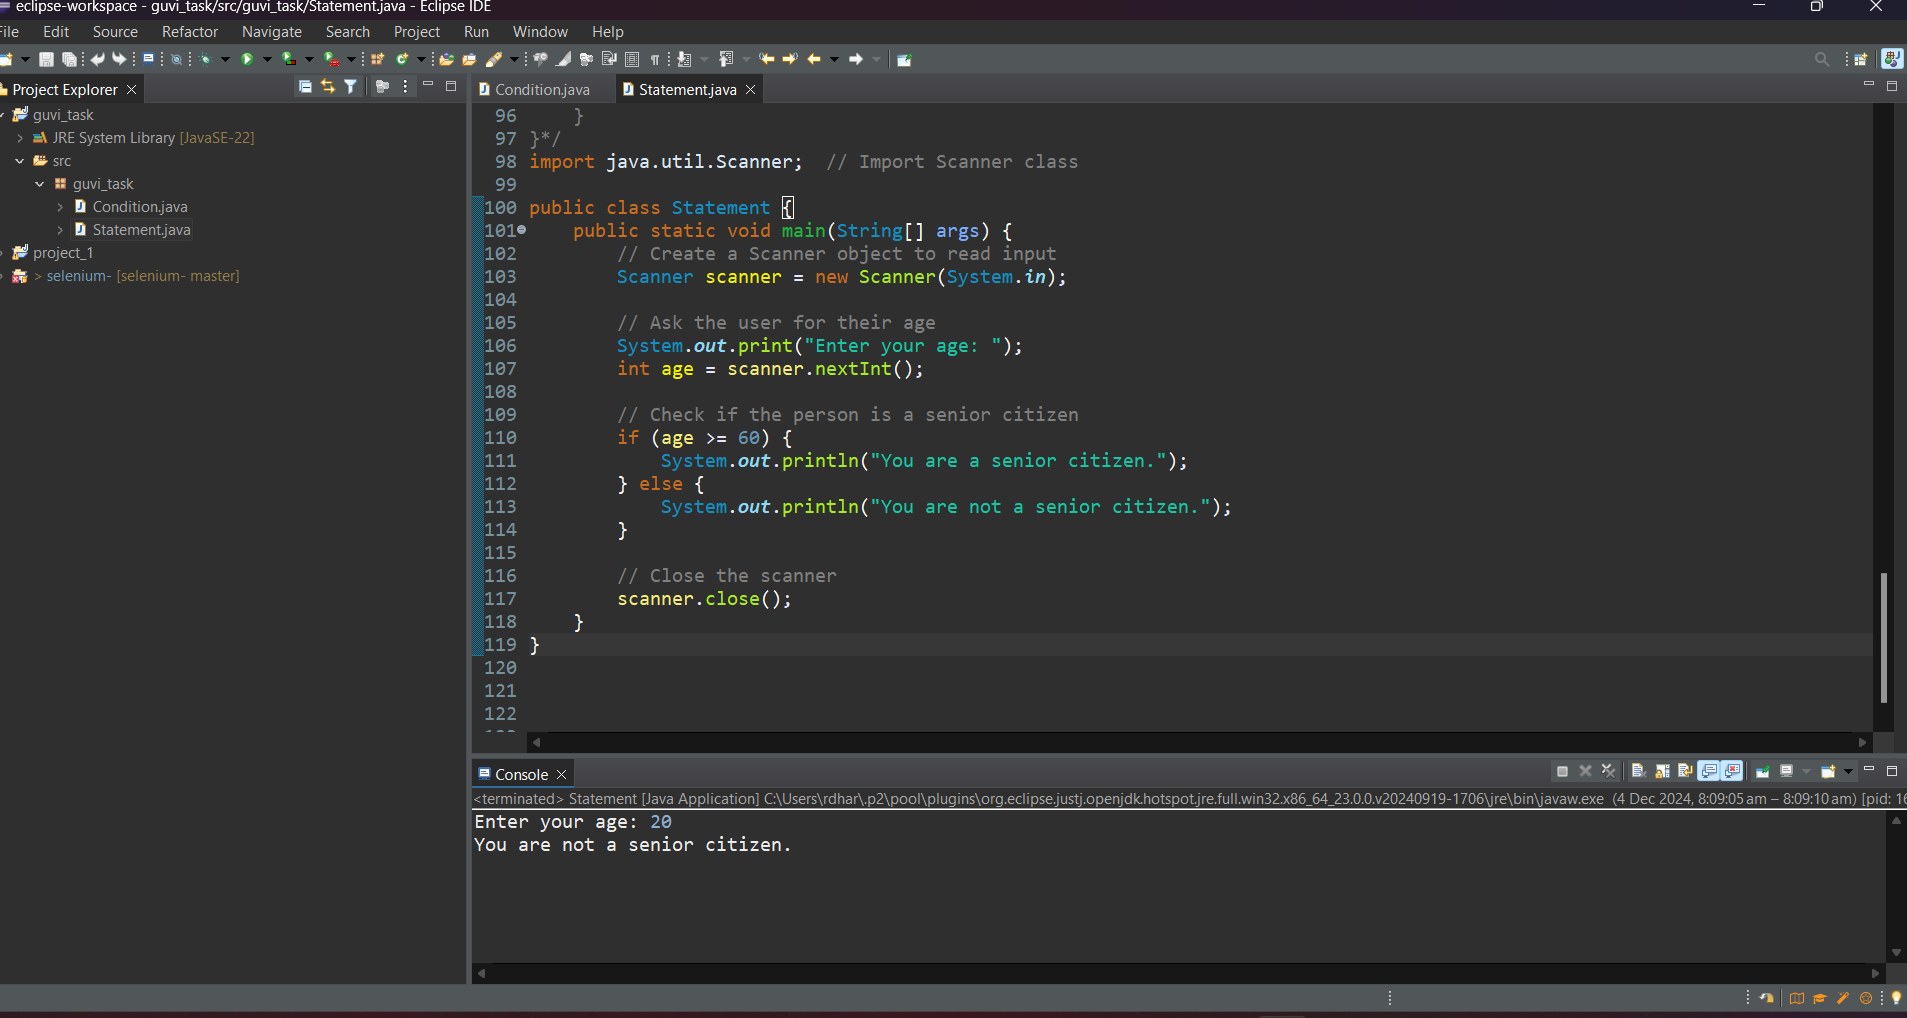 eclipse-workspace - guvi_task/src/guvi_task/Statement.java - Eclipse IDE
File Edit Source Refactor Navigate Search Project Run Window Help
Project Explorer
guvi_task
JRE System Library [JavaSE-22]
src
guvi_task
Condition.java
Statement.java
project_1
> selenium- [selenium- master]
Condition.java Statement.java
96     }
97 }*/
98 import java.util.Scanner;  // Import Scanner class
99
100 public class Statement {
101     public static void main(String[] args) {
102         // Create a Scanner object to read input
103         Scanner scanner = new Scanner(System.in);
104
105         // Ask the user for their age
106         System.out.print("Enter your age: ");
107         int age = scanner.nextInt();
108
109         // Check if the person is a senior citizen
110         if (age >= 60) {
111             System.out.println("You are a senior citizen.");
112         } else {
113             System.out.println("You are not a senior citizen.");
114         }
115
116         // Close the scanner
117         scanner.close();
118     }
119 }
120
121
122
Console
<terminated> Statement [Java Application] C:\Users\rdhar\.p2\pool\plugins\org.eclipse.justj.openjdk.hotspot.jre.full.win32.x86_64_23.0.0.v20240919-1706\jre\bin\javaw.exe (4 Dec 2024, 8:09:05 am – 8:09:10 am) [pid: 16
Enter your age: 20
You are not a senior citizen.